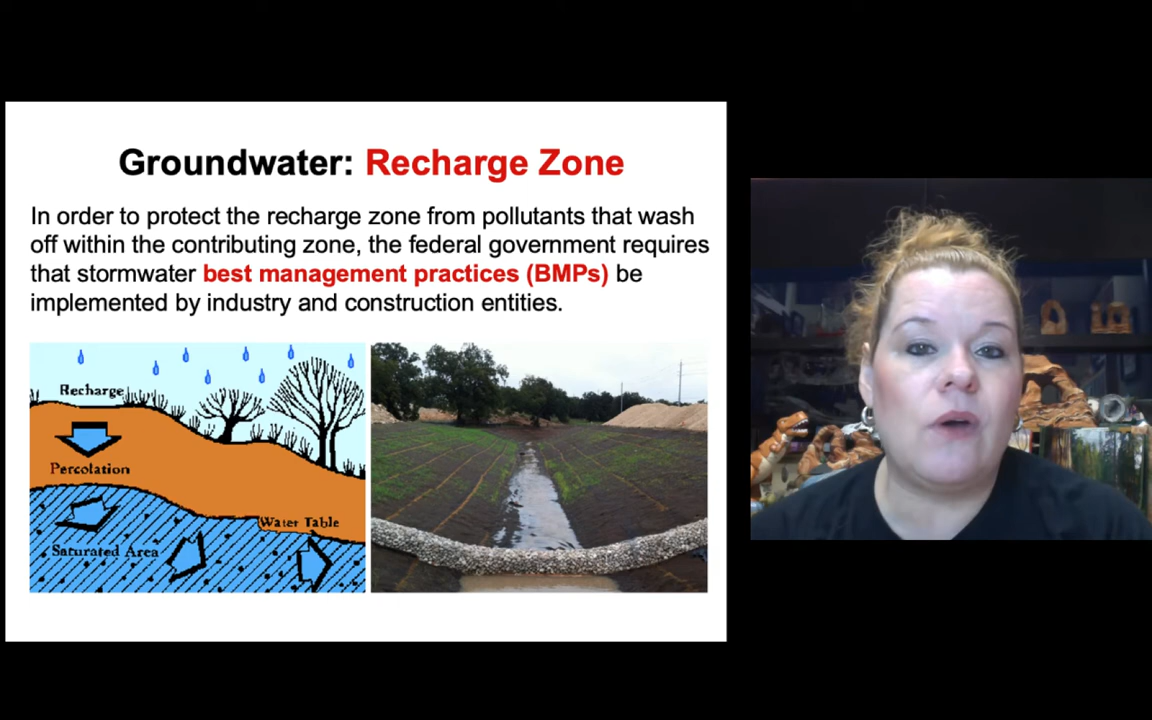 Groundwater: Recharge Zone
In order to protect the recharge zone from pollutants that wash
off within the contributing zone, the federal government requires
that stormwater best management practices (BMPs) be
implemented by industry and construction entities.
Recharge
Percolation
Water Table
Saturated Area